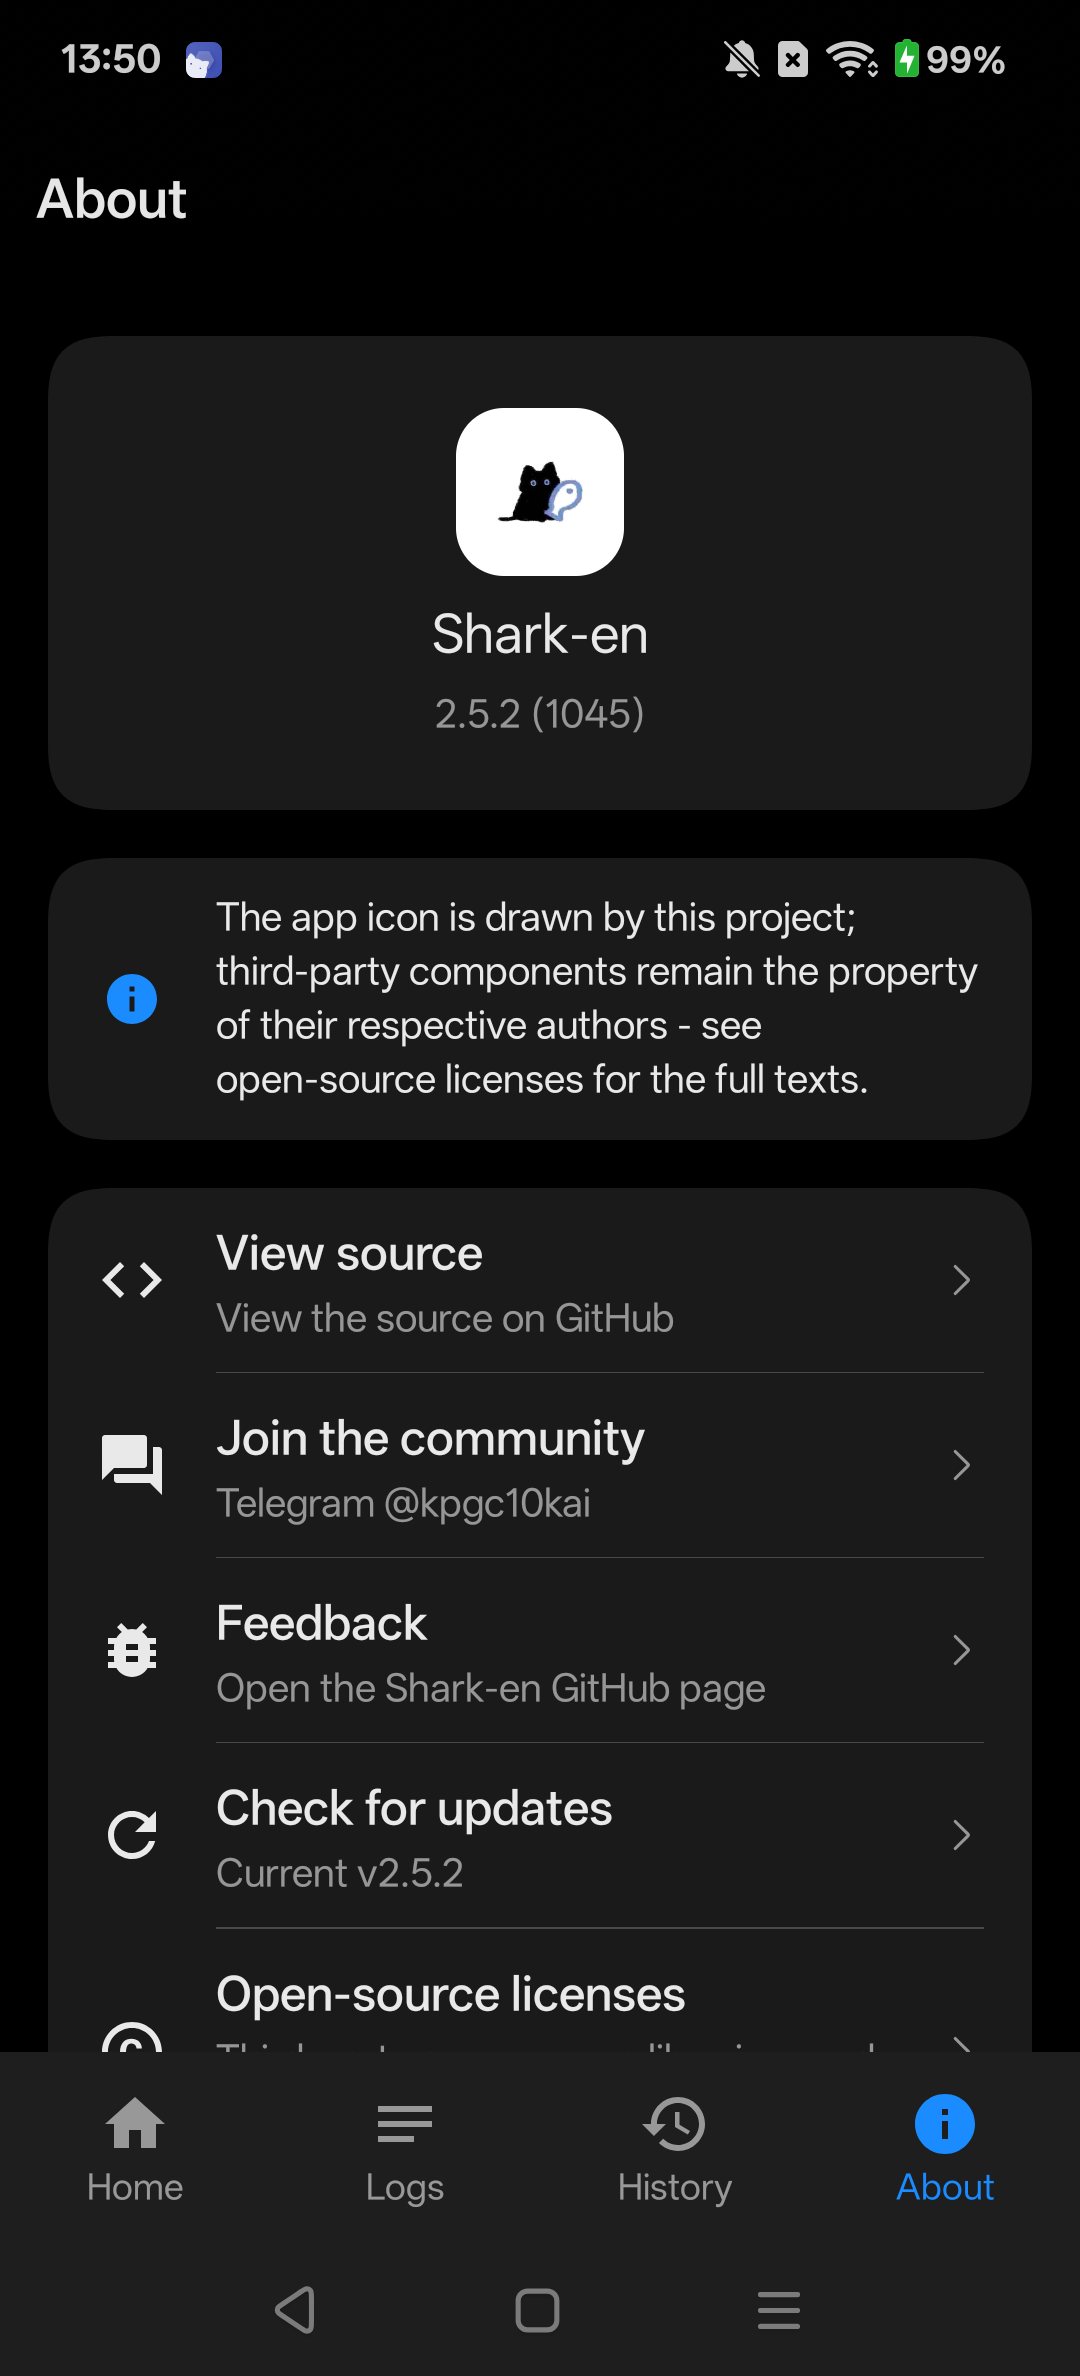 13:50
99%
About
Shark-en
2.5.2 (1045)
The app icon is drawn by this project;
third-party components remain the property
of their respective authors - see
open-source licenses for the full texts.
View source
View the source on GitHub
Join the community
Telegram @kpgc10kai
Feedback
Open the Shark-en GitHub page
Check for updates
Current v2.5.2
Open-source licenses
Home
Logs
History
About